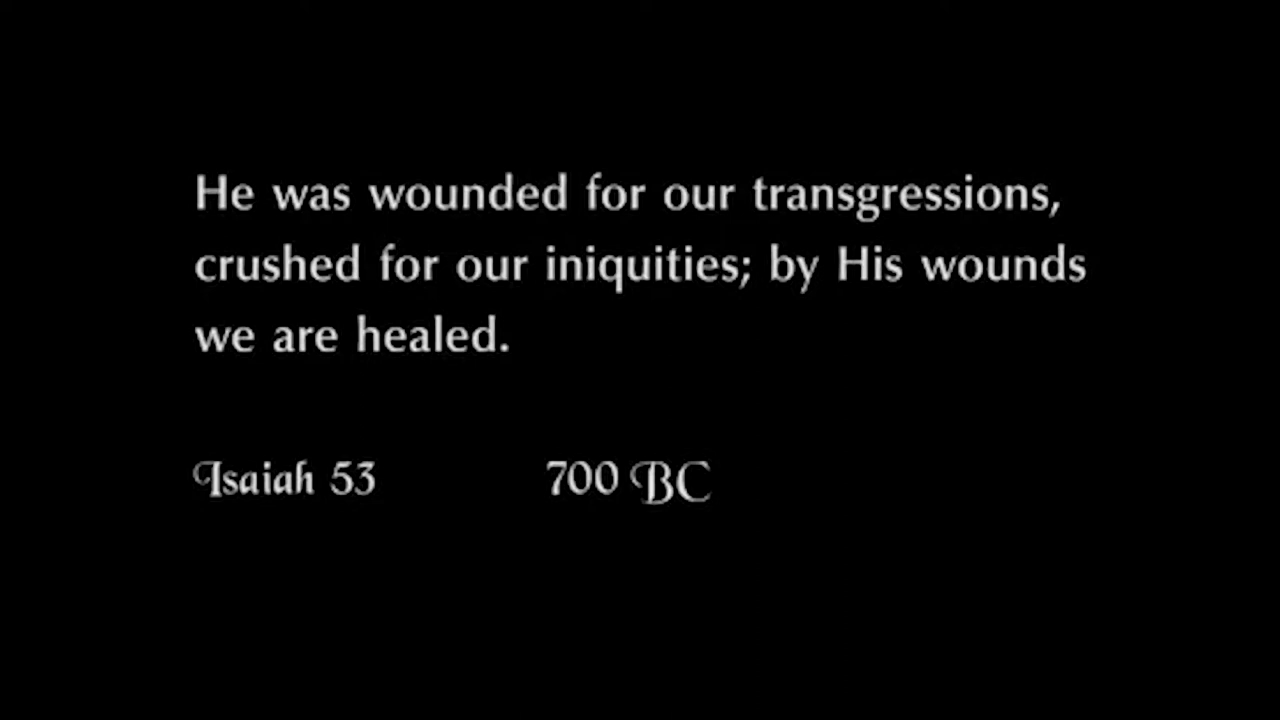 He was wounded for our transgressions,
crushed for our iniquities; by His wounds
we are healed.
Isaiah 53 700 BC